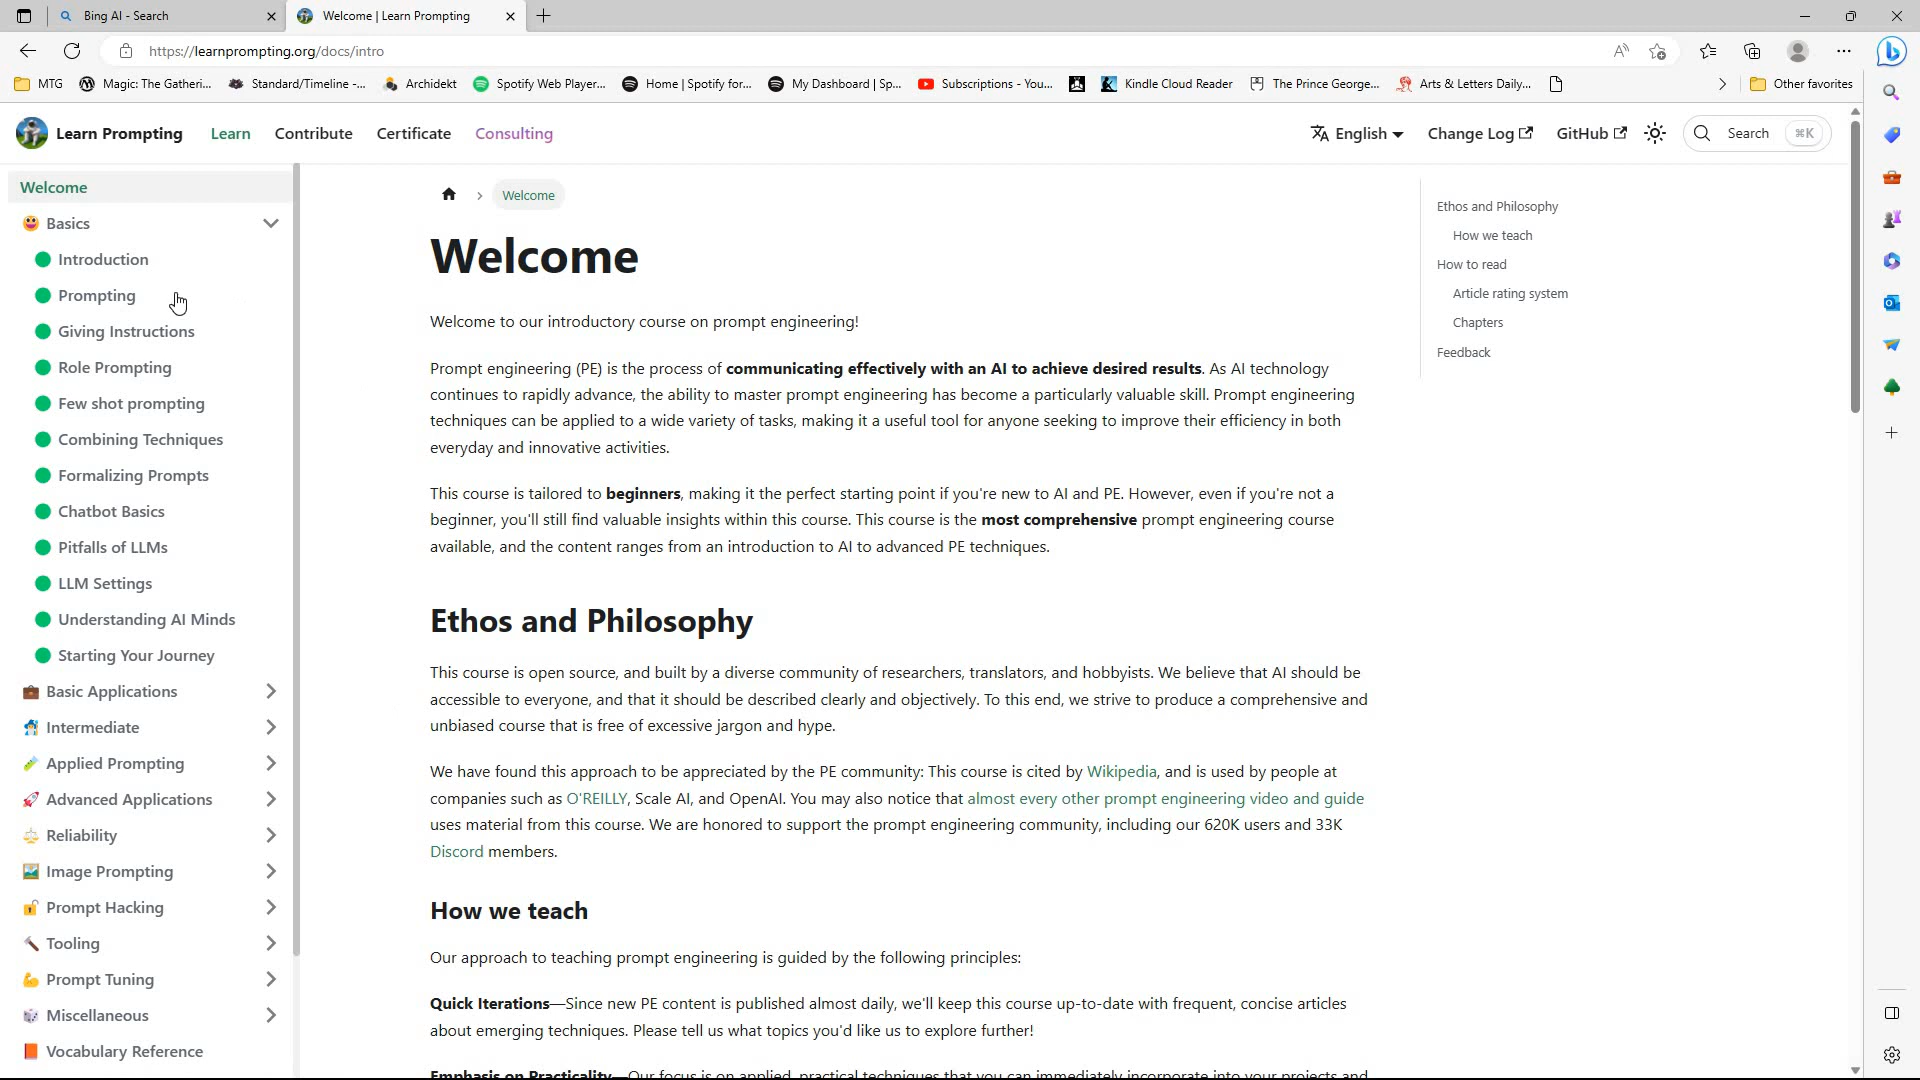 Bing AI - Search
Welcome | Learn Prompting
https://learnprompting.org/docs/intro
MTG
Magic: The Gatheri...
Standard/Timeline -...
Archidekt
Spotify Web Player...
Home | Spotify for...
My Dashboard | Sp...
Subscriptions - You...
Kindle Cloud Reader
The Prince George...
Arts & Letters Daily...
Other favorites
Learn Prompting
Learn
Contribute
Certificate
Consulting
English
Change Log
GitHub
Search
⌘K
Welcome
Basics
Introduction
Prompting
Giving Instructions
Role Prompting
Few shot prompting
Combining Techniques
Formalizing Prompts
Chatbot Basics
Pitfalls of LLMs
LLM Settings
Understanding AI Minds
Starting Your Journey
Basic Applications
Intermediate
Applied Prompting
Advanced Applications
Reliability
Image Prompting
Prompt Hacking
Tooling
Prompt Tuning
Miscellaneous
Vocabulary Reference
Welcome
Welcome
Welcome to our introductory course on prompt engineering!
Prompt engineering (PE) is the process of communicating effectively with an AI to achieve desired results. As AI technology
continues to rapidly advance, the ability to master prompt engineering has become a particularly valuable skill. Prompt engineering
techniques can be applied to a wide variety of tasks, making it a useful tool for anyone seeking to improve their efficiency in both
everyday and innovative activities.
This course is tailored to beginners, making it the perfect starting point if you're new to AI and PE. However, even if you're not a
beginner, you'll still find valuable insights within this course. This course is the most comprehensive prompt engineering course
available, and the content ranges from an introduction to AI to advanced PE techniques.
Ethos and Philosophy
This course is open source, and built by a diverse community of researchers, translators, and hobbyists. We believe that AI should be
accessible to everyone, and that it should be described clearly and objectively. To this end, we strive to produce a comprehensive and
unbiased course that is free of excessive jargon and hype.
We have found this approach to be appreciated by the PE community: This course is cited by Wikipedia, and is used by people at
companies such as O'REILLY, Scale AI, and OpenAI. You may also notice that almost every other prompt engineering video and guide
uses material from this course. We are honored to support the prompt engineering community, including our 620K users and 33K
Discord members.
How we teach
Our approach to teaching prompt engineering is guided by the following principles:
Quick Iterations—Since new PE content is published almost daily, we'll keep this course up-to-date with frequent, concise articles
about emerging techniques. Please tell us what topics you'd like us to explore further!
Emphasis on Practicality—Our focus is on applied, practical techniques that you can immediately incorporate into your projects and
Ethos and Philosophy
How we teach
How to read
Article rating system
Chapters
Feedback